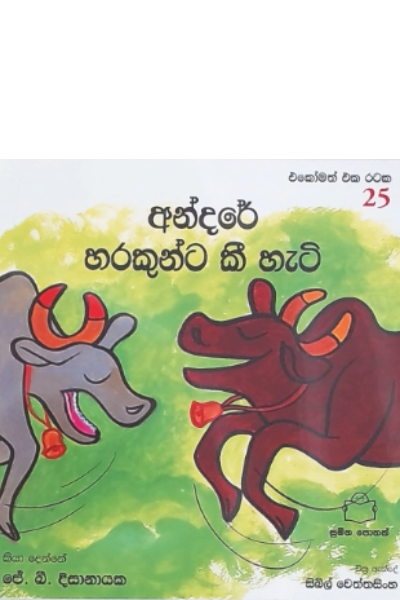 එකෝමත් එක රටක
25
අන්දරේ
හරකුන්ට කී හැටි
සුමිත පොතක්
කියා දෙන්නේ
ජේ. බී. දිසානායක
චිත්‍ර ඇන්දේ
සිබිල් වෙත්තසිංහ